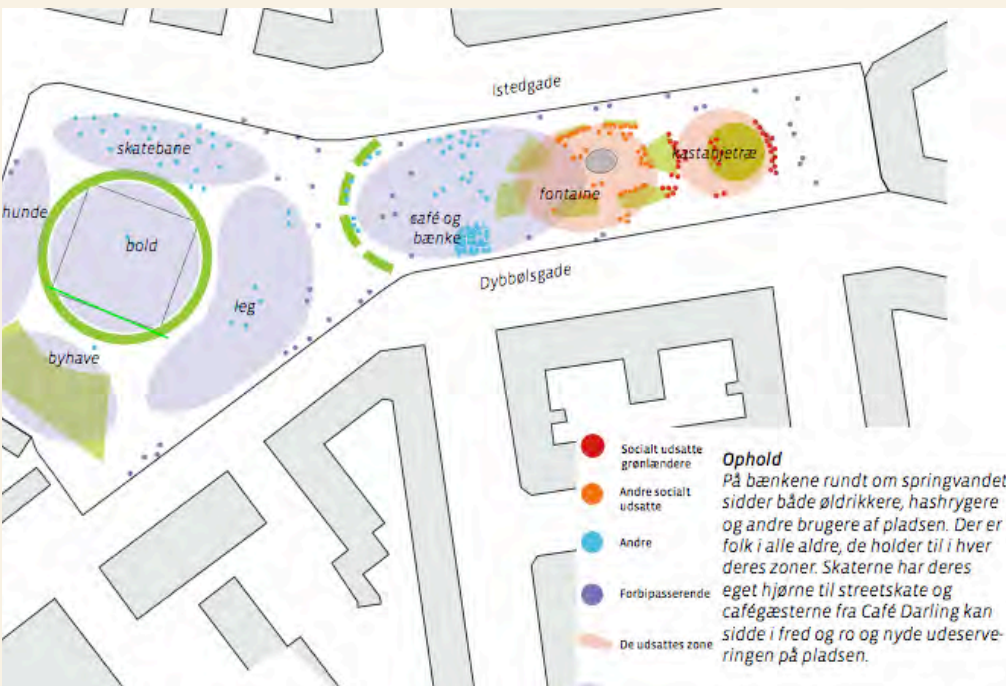 Istedgade
skatebane
kastanjetræ
hunde
fontaine
café og
bænke
bold
Dybbølsgade
leg
byhave
Socialt udsatte
grønlændere
Andre socialt
udsatte
Andre
Forbipasserende
De udsattes zone
Ophold
På bænkene rundt om springvandet
sidder både øldrikkere, hashrygere
og andre brugere af pladsen. Der er
folk i alle aldre, de holder til i hver
deres zoner. Skaterne har deres
eget hjørne til streetskate og
cafégæsterne fra Café Darling kan
sidde i fred og ro og nyde udeserve-
ringen på pladsen.